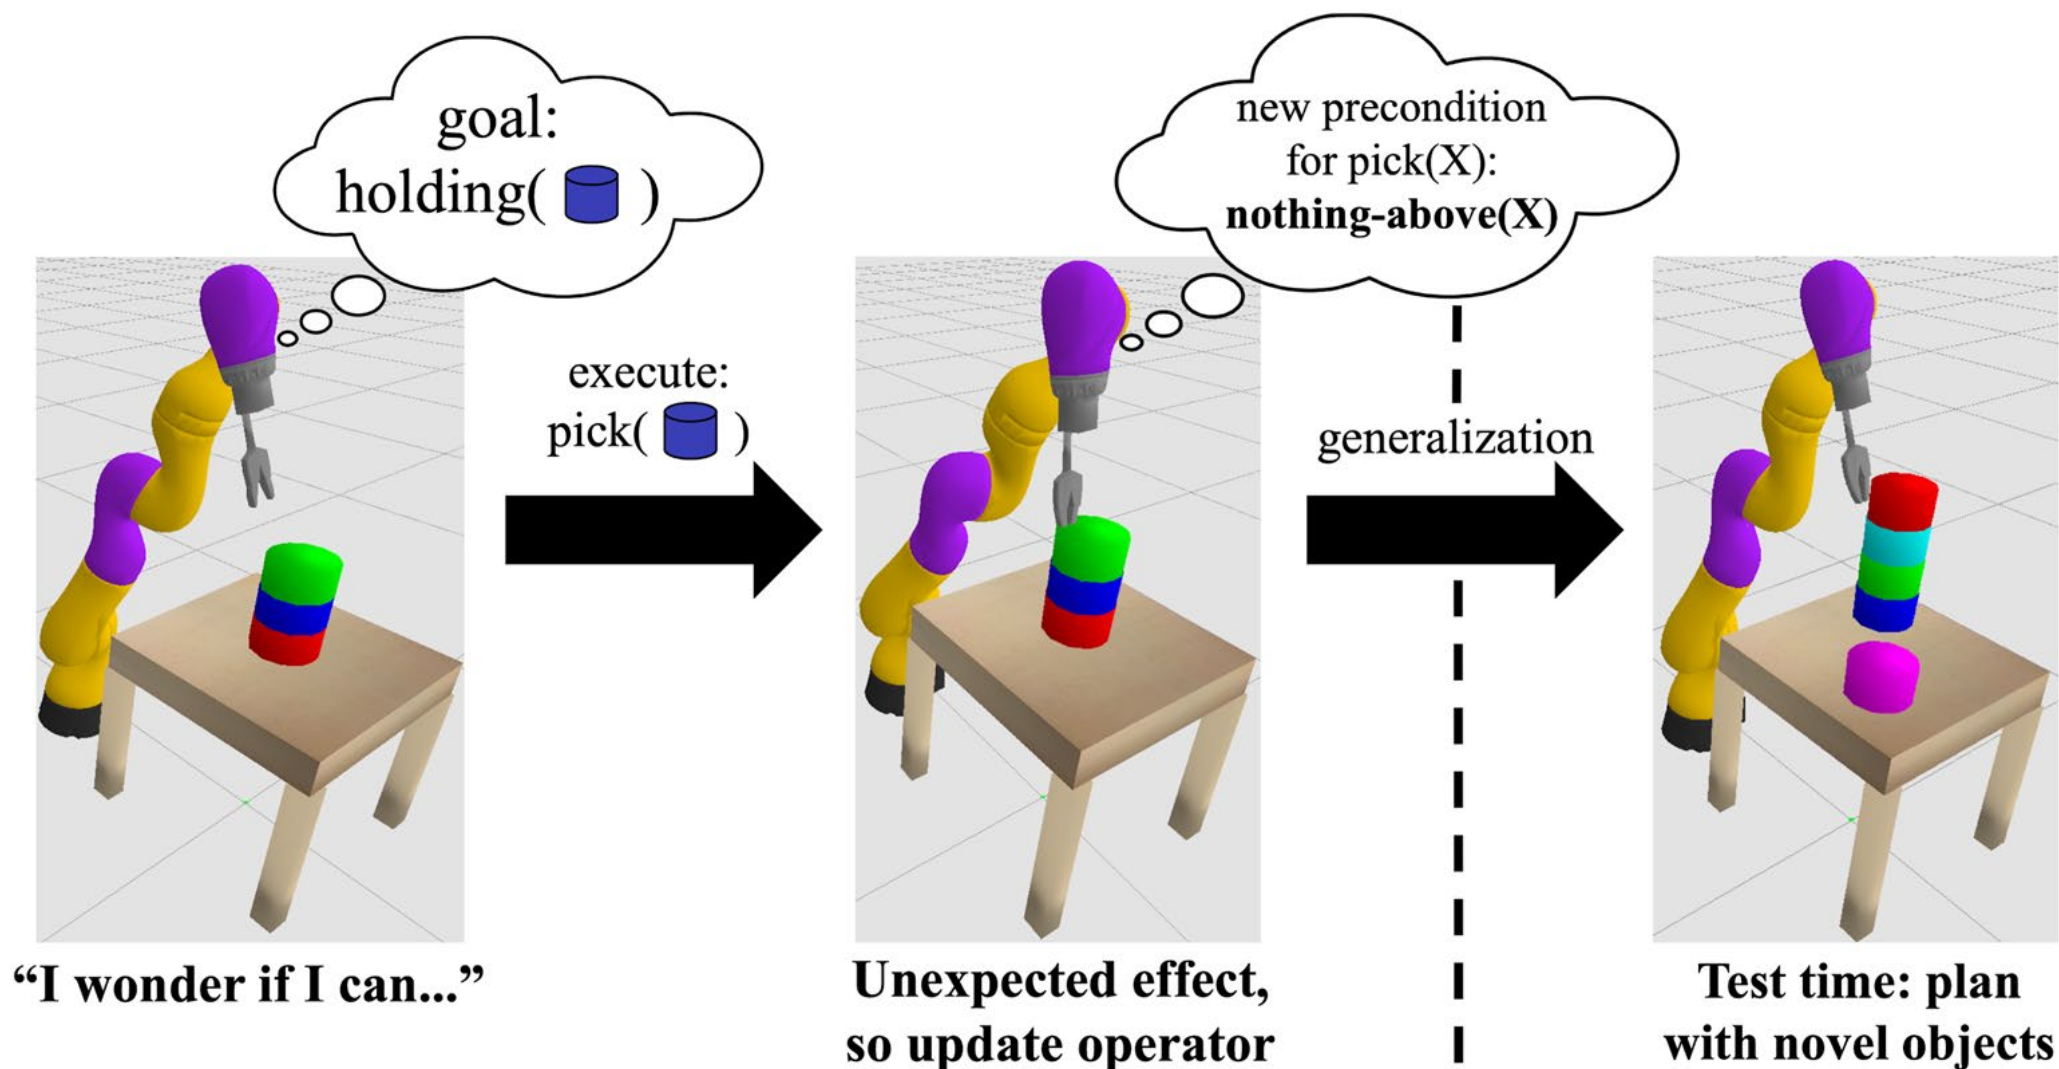 goal:
holding( )
execute:
pick( )
"I wonder if I can..."
new precondition
for pick(X):
nothing-above(X)
generalization
Unexpected effect,
so update operator
Test time: plan
with novel objects